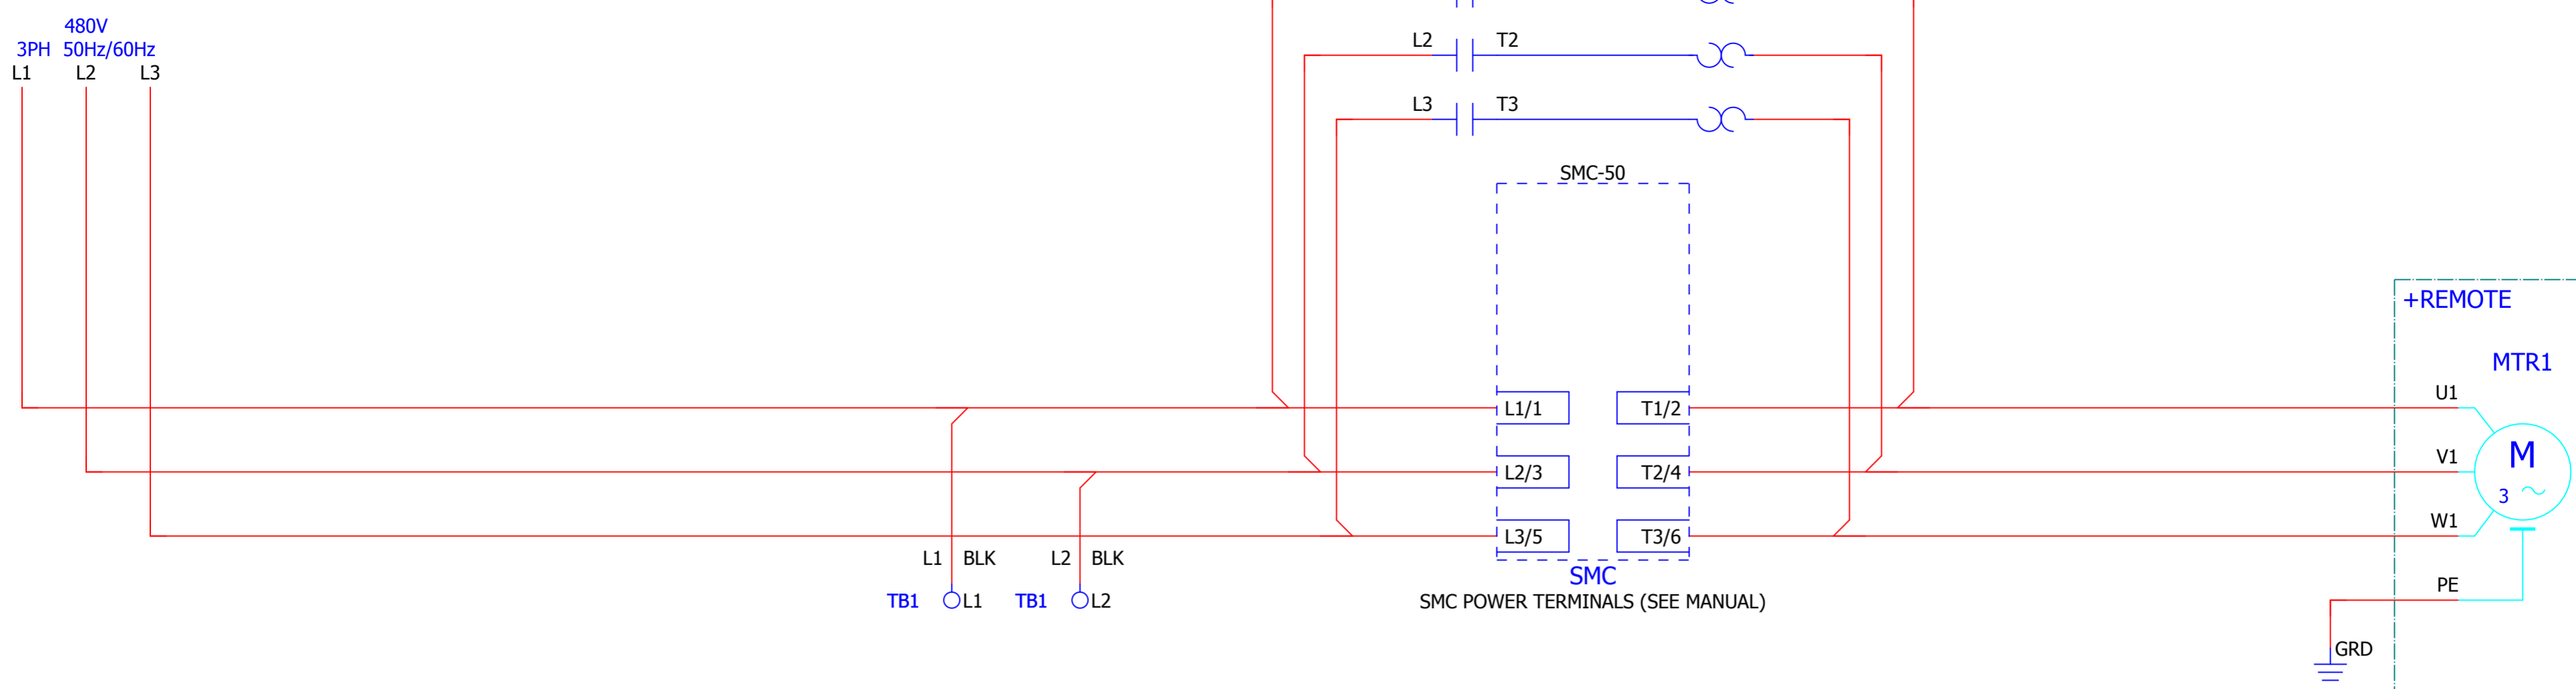 480V
3PH 50Hz/60Hz
L1 L2 L3
L2 T2
L3 T3
SMC-50
+REMOTE
MTR1
U1
L1/1 T1/2
V1
M
L2/3 T2/4
3
W1
L3/5 T3/6
L1 BLK L2 BLK
SMC
PE
TB1 L1 TB1 L2
SMC POWER TERMINALS (SEE MANUAL)
GRD